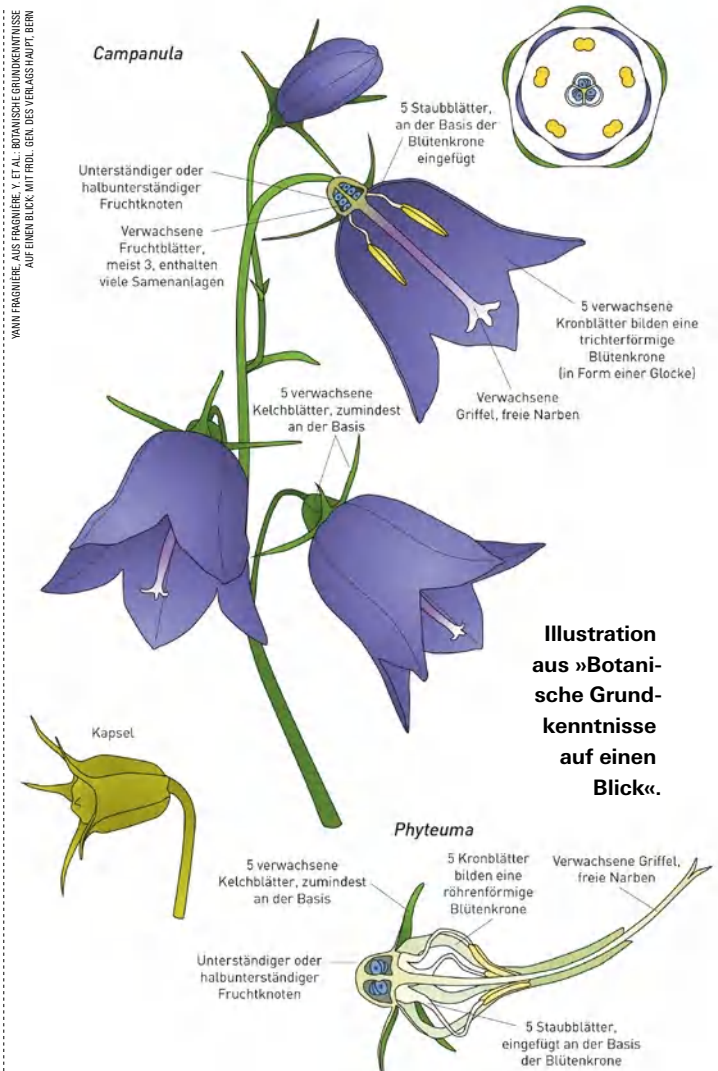 YANN FRAGNIÈRE, AUS FRAGNIÈRE, Y. ET AL.: BOTANISCHE GRUNDKENNTNISSE
AUF EINEN BLICK; MIT FRDL. GEN. DES VERLAGS HAUPT, BERN
Campanula
5 Staubblätter,
an der Basis der
Blütenkrone
eingefügt
Unterständiger oder
halbunterständiger
Fruchtknoten
Verwachsene
Fruchtblätter,
meist 3, enthalten
viele Samenanlagen
5 verwachsene
Kronblätter bilden eine
trichterförmige
Blütenkrone
(in Form einer Glocke)
Verwachsene
Griffel, freie Narben
5 verwachsene
Kelchblätter, zumindest
an der Basis
Illustration
aus »Botani-
sche Grund-
kenntnisse
auf einen
Blick«.
Kapsel
Phyteuma
5 verwachsene
Kelchblätter, zumindest
an der Basis
5 Kronblätter
bilden eine
röhrenförmige
Blütenkrone
Verwachsene Griffel,
freie Narben
Unterständiger oder
halbunterständiger
Fruchtknoten
5 Staubblätter,
eingefügt an der Basis
der Blütenkrone